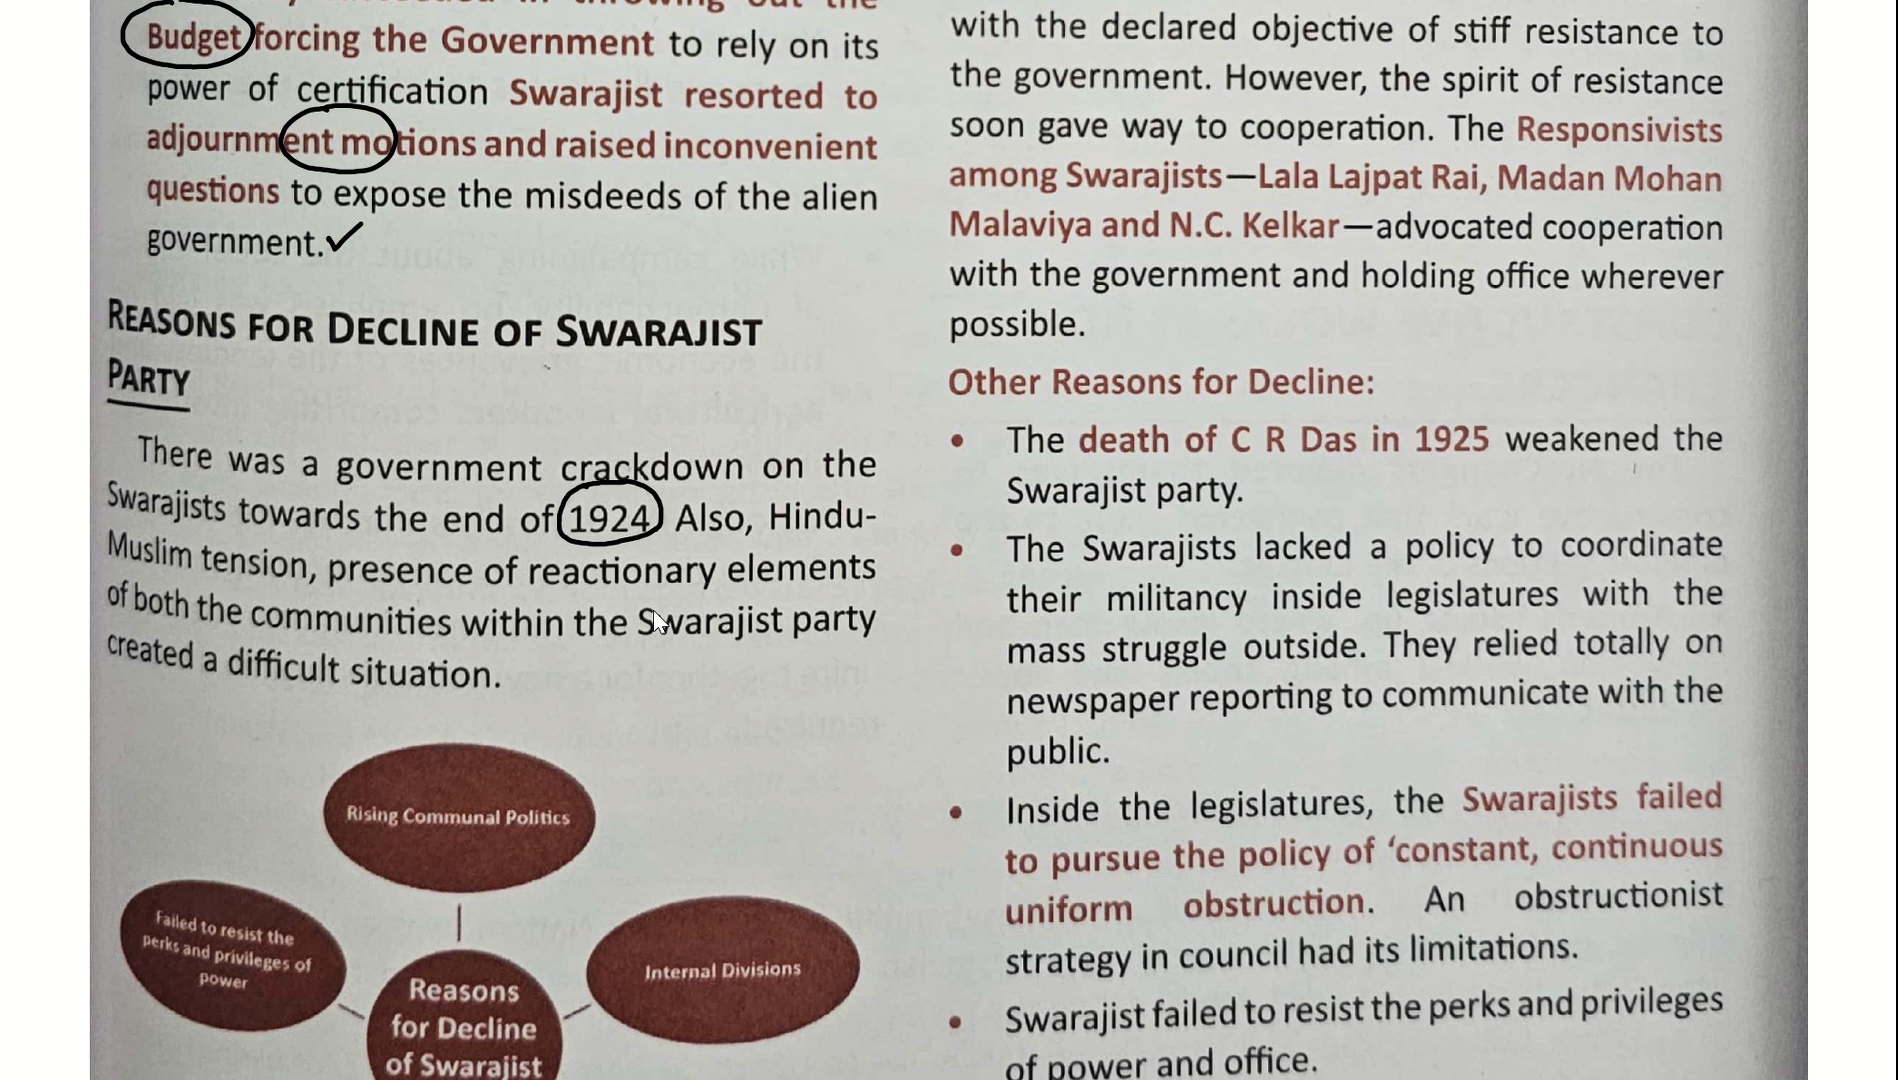 the
Budget forcing the Government to rely on its
power of certification Swarajist resorted to
adjournment motions and raised inconvenient
questions to expose the misdeeds of the alien
government.
REASONS FOR DECLINE OF SWARAJIST
PARTY
There was a government crackdown on the
Swarajists towards the end of 1924 Also, Hindu-
Muslim tension, presence of reactionary elements
of both the communities within the Swarajist party
created a difficult situation.
Rising Communal Politics
Failed to resist the
perks and privileges of
power
Internal Divisions
Reasons
for Decline
of Swarajist
with the declared objective of stiff resistance to
the government. However, the spirit of resistance
soon gave way to cooperation. The Responsivists
among Swarajists—Lala Lajpat Rai, Madan Mohan
Malaviya and N.C. Kelkar—advocated cooperation
with the government and holding office wherever
possible.
Other Reasons for Decline:
• The death of C R Das in 1925 weakened the
Swarajist party.
• The Swarajists lacked a policy to coordinate
their militancy inside legislatures with the
mass struggle outside. They relied totally on
newspaper reporting to communicate with the
public.
• Inside the legislatures, the Swarajists failed
to pursue the policy of ‘constant, continuous
uniform obstruction. An obstructionist
strategy in council had its limitations.
• Swarajist failed to resist the perks and privileges
of power and office.